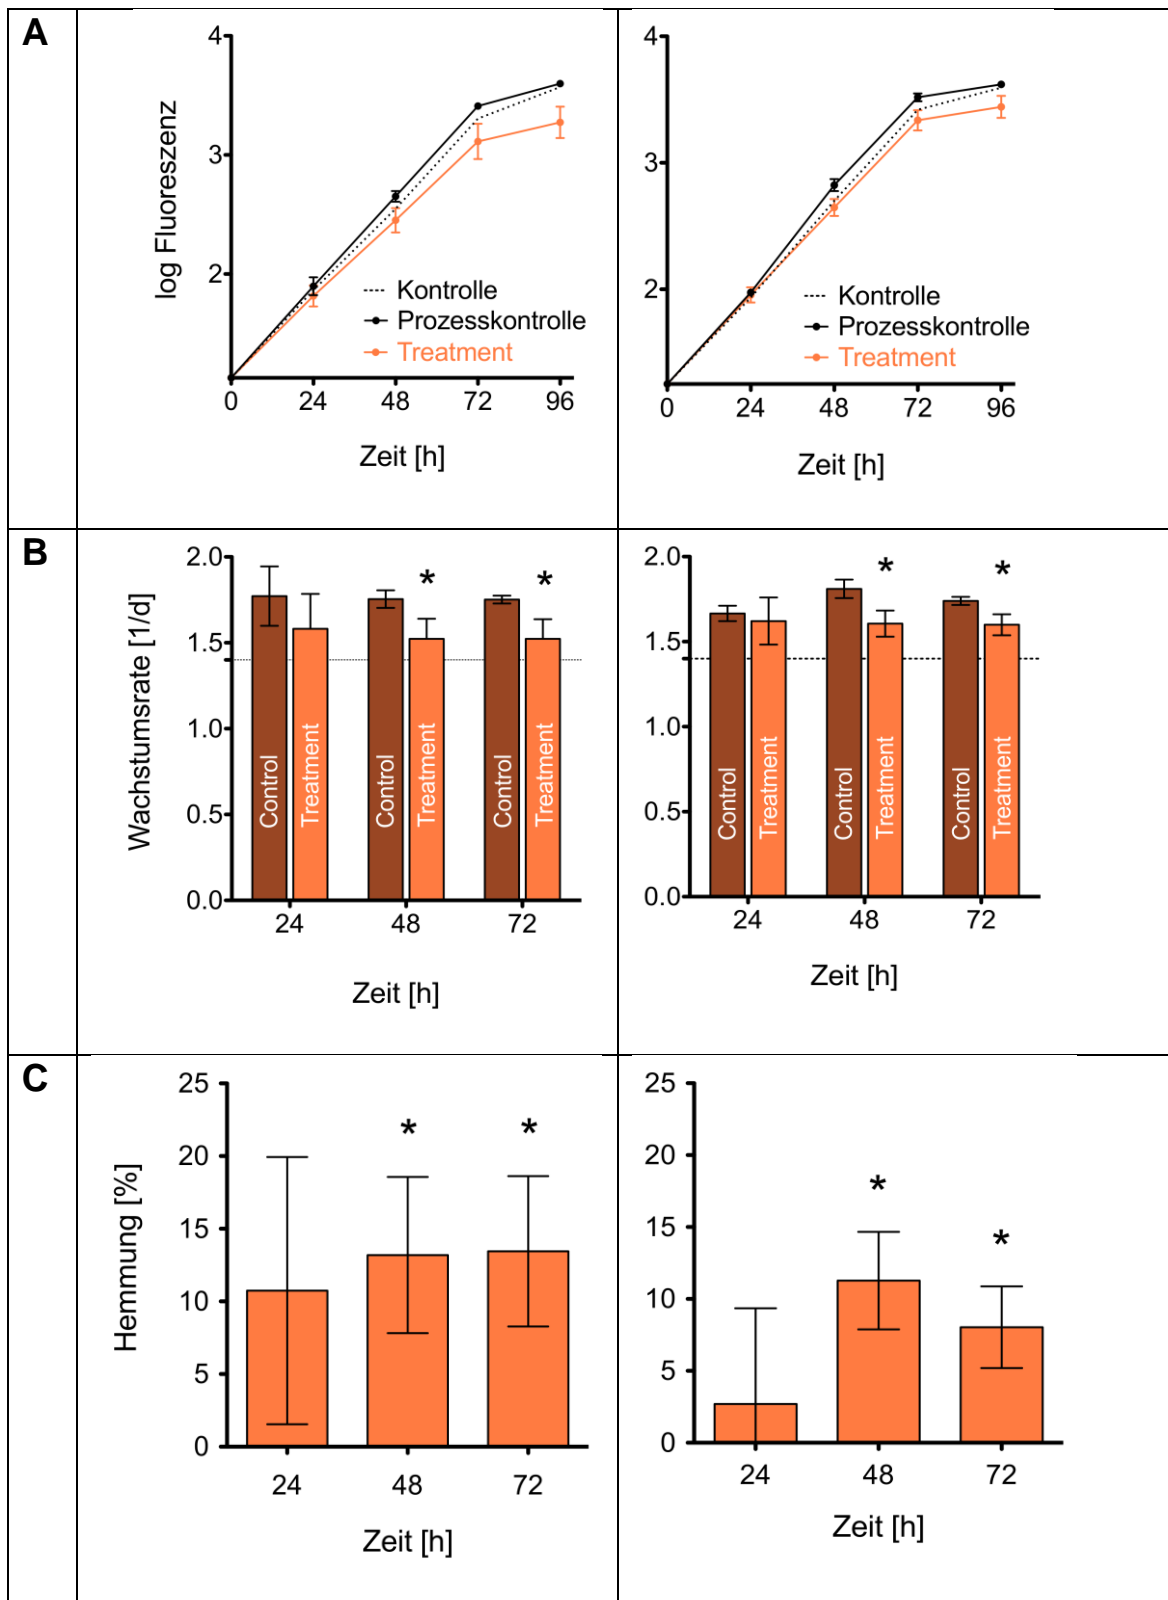 A
4
3
2
log Fluoreszenz
Kontrolle
Prozesskontrolle
Treatment
0 24 48 72 96
Zeit [h]
4
3
2
Kontrolle
Prozesskontrolle
Treatment
0 24 48 72 96
Zeit [h]
B
2.0
1.5
1.0
0.5
0.0
Wachstumsrate [1/d]
* *
Control Treatment Control Treatment Control Treatment
24 48 72
Zeit [h]
2.0
1.5
1.0
0.5
0.0
* *
Control Treatment Control Treatment Control Treatment
24 48 72
Zeit [h]
C
25
20
15
10
5
0
Hemmung [%]
* *
24 48 72
Zeit [h]
25
20
15
10
5
0
* *
24 48 72
Zeit [h]